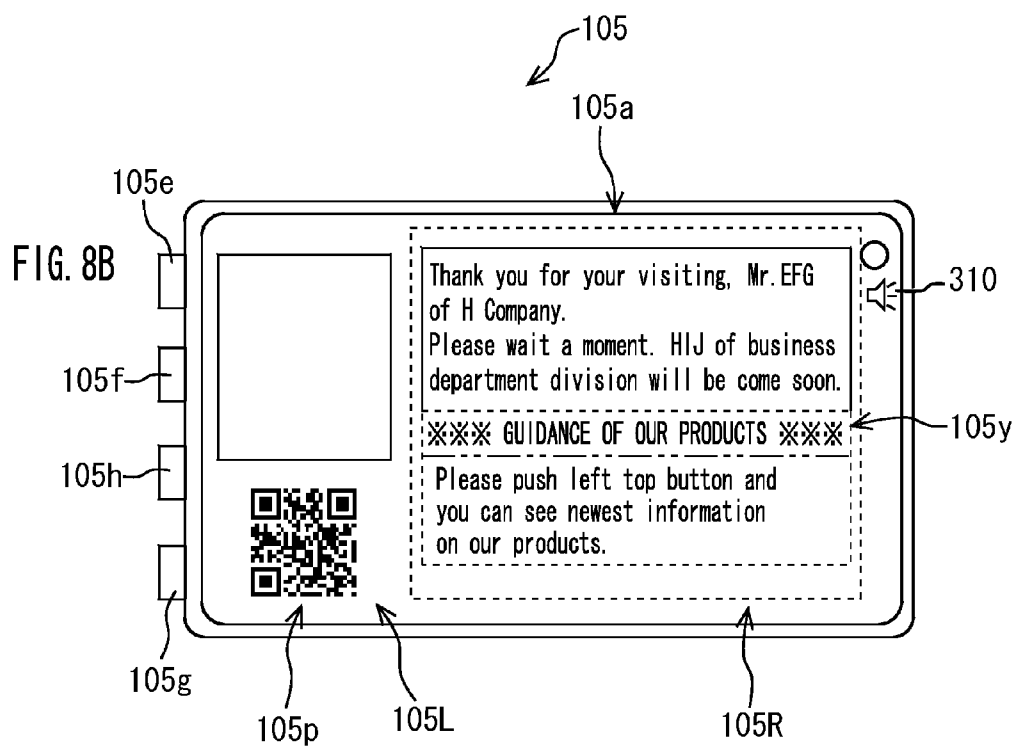 105
105a
105e
FIG. 8B
310
Thank you for your visiting, Mr. EFG
of H Company.
Please wait a moment. HIJ of business
department division will be come soon.
105f
※※※ GUIDANCE OF OUR PRODUCTS ※※※
105y
105h
Please push left top button and
you can see newest information
on our products.
105g
105p
105L
105R